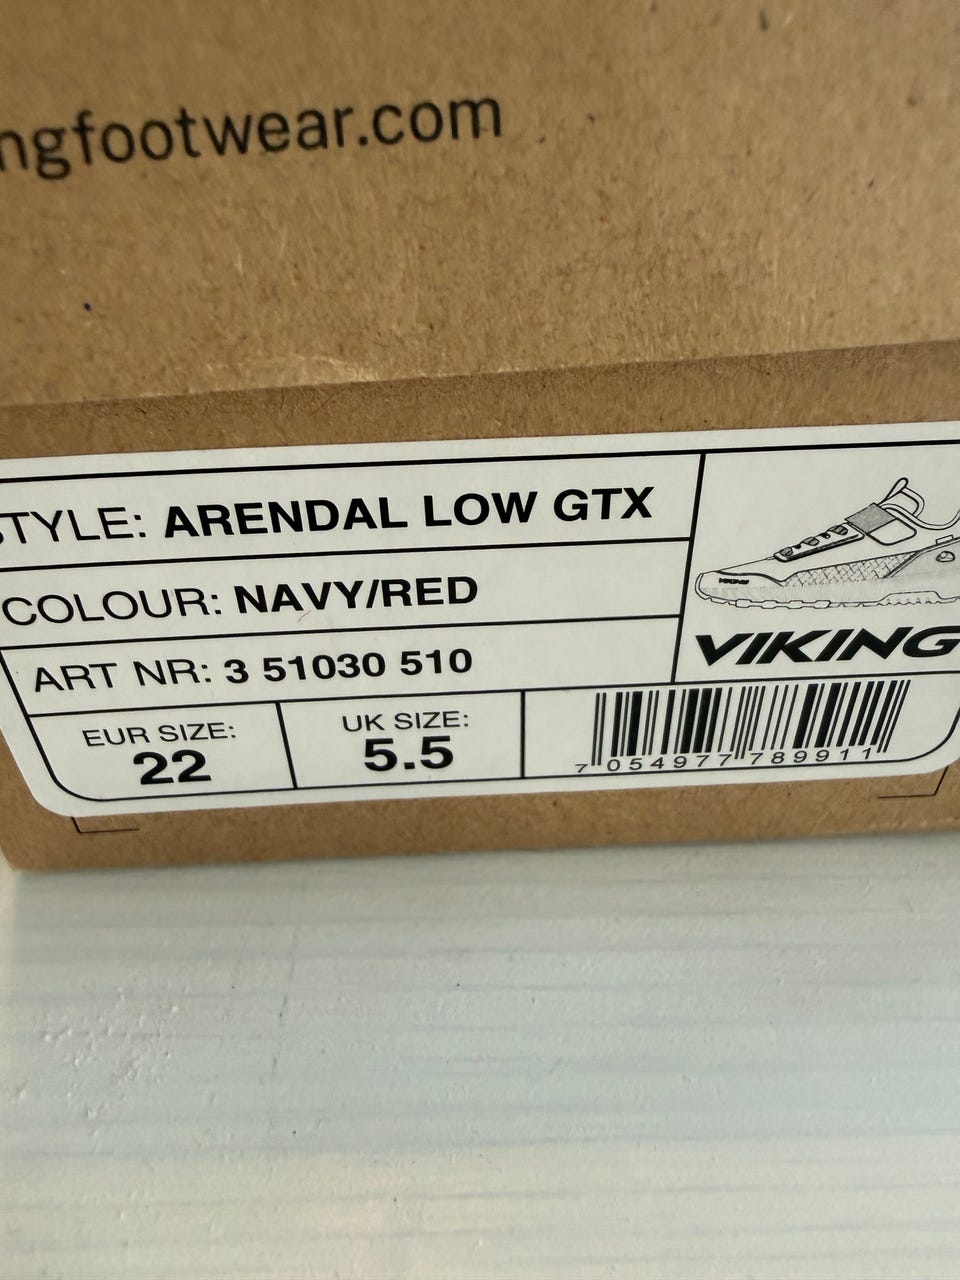 ngfootwear.com
STYLE: ARENDAL LOW GTX
COLOUR: NAVY/RED
ART NR: 3 51030 510
EUR SIZE:
22
UK SIZE:
5.5
VIKING
VIKING
7 054977 789911